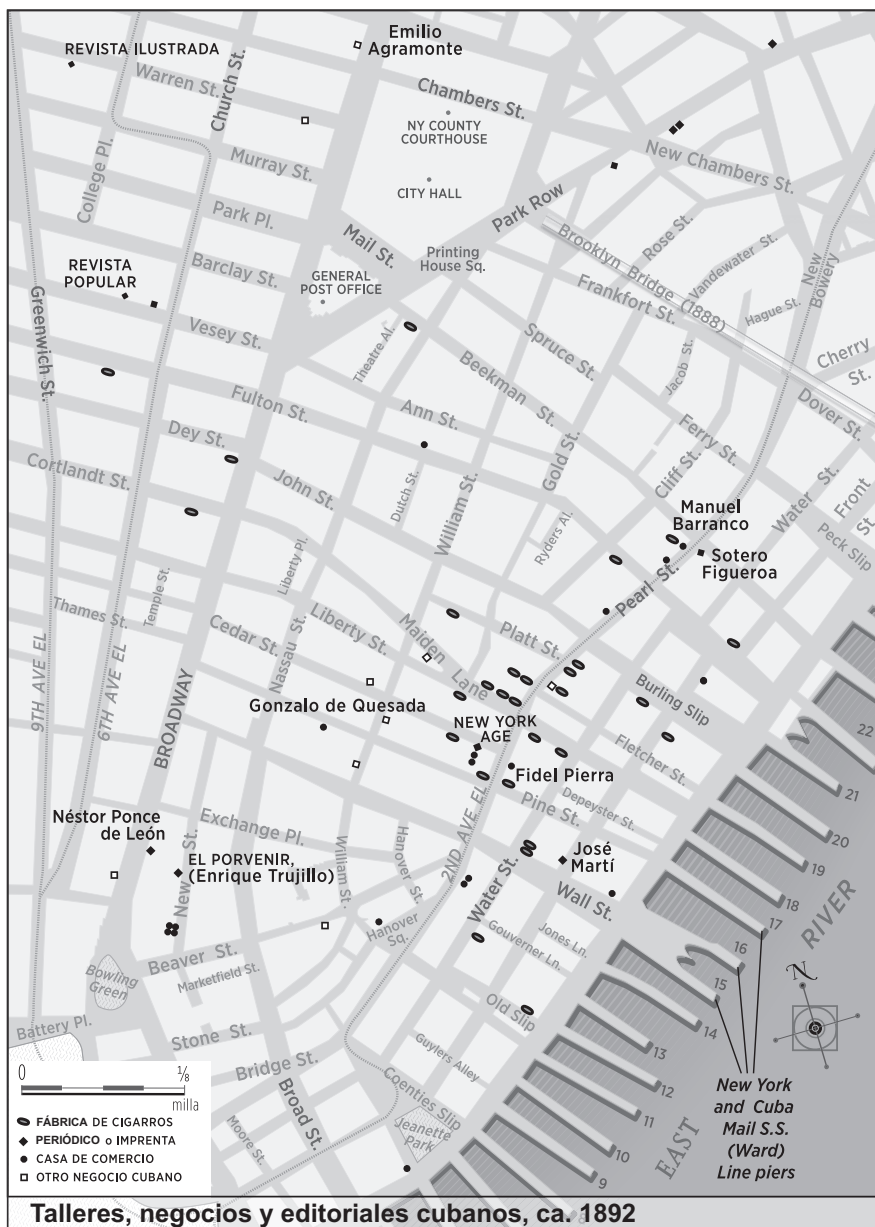 REVISTA ILUSTRADA
Emilio
Agramonte
Warren St.
Church St.
Chambers St.
NY COUNTY
COURTHOUSE
New Chambers St.
College Pl.
Murray St.
CITY HALL
Park Row
Park Pl.
Mail St.
Printing
House Sq.
Rose St.
Brooklyn Bridge (1888)
Vandewater St.
New
Bowery
REVISTA
POPULAR
Barclay St.
GENERAL
POST OFFICE
Frankfort St.
Hague St.
Greenwich St.
Vesey St.
Theatre Al.
Spruce St.
Beekman St.
Jacob St.
Cherry
St.
Fulton St.
Ann St.
Dover St.
Dey St.
Gold St.
Ferry St.
Cliff St.
Cortlandt St.
John St.
Dutch St.
William St.
Water St.
Front
St.
Manuel
Barranco
Peck Slip
Ryders Al.
Sotero
Figueroa
Liberty Pl.
Temple St.
Pearl St.
Thames St.
Cedar St.
Liberty St.
Maiden
Lane
Platt St.
Nassau St.
9TH AVE EL
6TH AVE EL
BROADWAY
Gonzalo de Quesada
Burling Slip
NEW YORK
AGE
Fletcher St.
22
Fidel Pierra
21
Néstor Ponce
de León
Exchange Pl.
2ND AVE EL
Pine St.
Depeyster St.
20
EL PORVENIR,
(Enrique Trujillo)
New St.
William St.
Hanover St.
José
Martí
19
Water St.
Wall St.
18
17
Hanover
Sq.
Gouverner Ln.
Jones Ln.
RIVER
16
Beaver St.
Marketfield St.
Bowling
Green
15
N
Old Slip
14
Battery Pl.
Stone St.
Guylers Alley
13
Bridge St.
12
Broad St.
Coenties Slip
11
Moore St.
Jeanette
Park
10
EAST
9
8
New York
and Cuba
Mail S.S.
(Ward)
Line piers
0
⅛
milla
FÁBRICA DE CIGARROS
PERIÓDICO o IMPRENTA
CASA DE COMERCIO
OTRO NEGOCIO CUBANO
Talleres, negocios y editoriales cubanos, ca. 1892